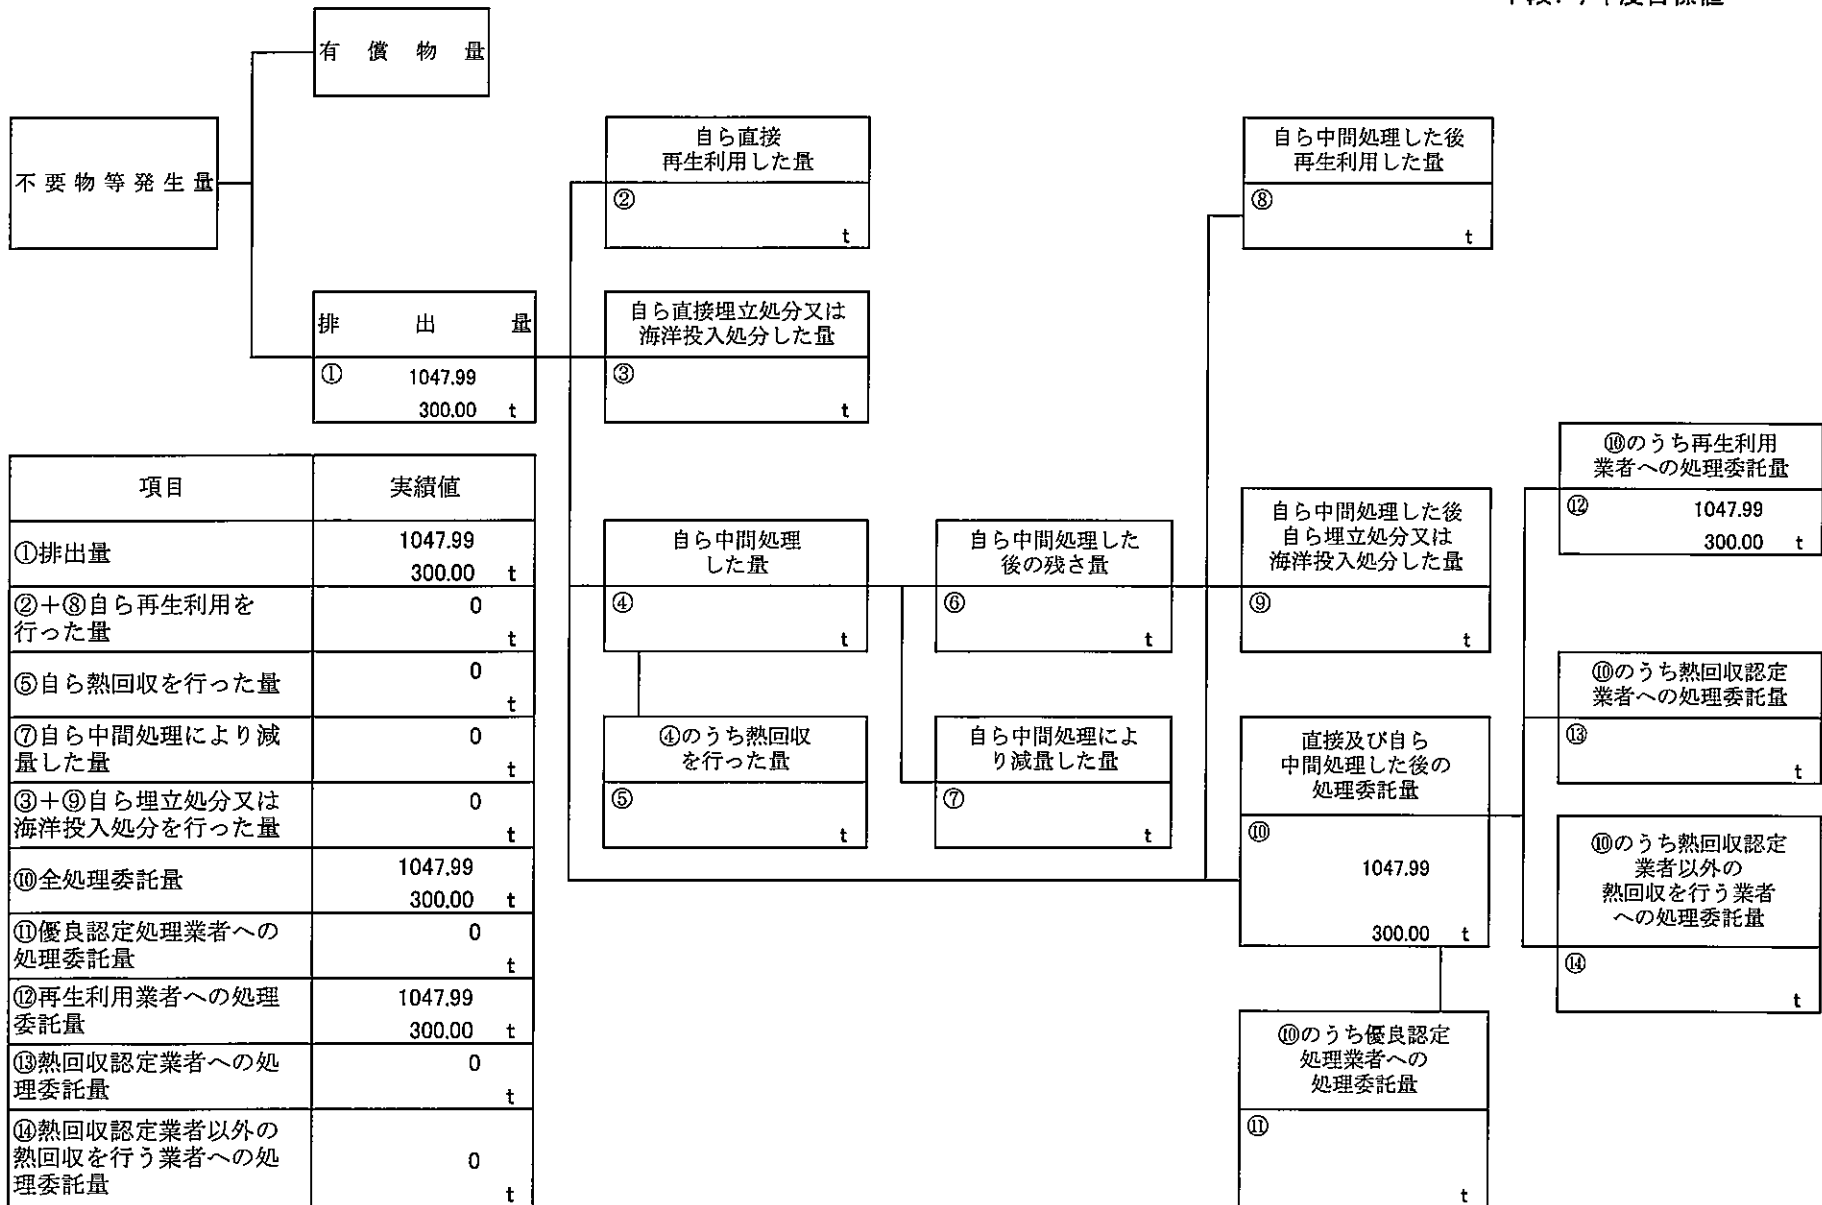 有償物量
不要物等発生量
自ら直接
再生利用した量
②
t
自ら中間処理した後
再生利用した量
⑧
t
排出量
① 1047.99
300.00 t
自ら直接埋立処分又は
海洋投入処分した量
③
t
項目 実績値
①排出量 1047.99
300.00 t
②+⑧自ら再生利用を
行った量
0
t
⑤自ら熱回収を行った量 0
t
⑦自ら中間処理により減
量した量
0
t
③+⑨自ら埋立処分又は
海洋投入処分を行った量
0
t
⑩全処理委託量 1047.99
300.00 t
⑪優良認定処理業者への
処理委託量
0
t
⑫再生利用業者への処理
委託量
1047.99
300.00 t
⑬熱回収認定業者への処
理委託量
0
t
⑭熱回収認定業者以外の
熱回収を行う業者への処
理委託量
0
t
自ら中間処理
した量
④
t
④のうち熱回収
を行った量
⑤
t
自ら中間処理した
後の残さ量
⑥
t
自ら中間処理によ
り減量した量
⑦
t
自ら中間処理した後
自ら埋立処分又は
海洋投入処分した量
⑨
t
直接及び自ら
中間処理した後の
処理委託量
⑩
1047.99
300.00 t
⑩のうち優良認定
処理業者への
処理委託量
⑪
t
⑩のうち再生利用
業者への処理委託量
⑫ 1047.99
300.00 t
⑩のうち熱回収認定
業者への処理委託量
⑬
t
⑩のうち熱回収認定
業者以外の
熱回収を行う業者
への処理委託量
⑭
t